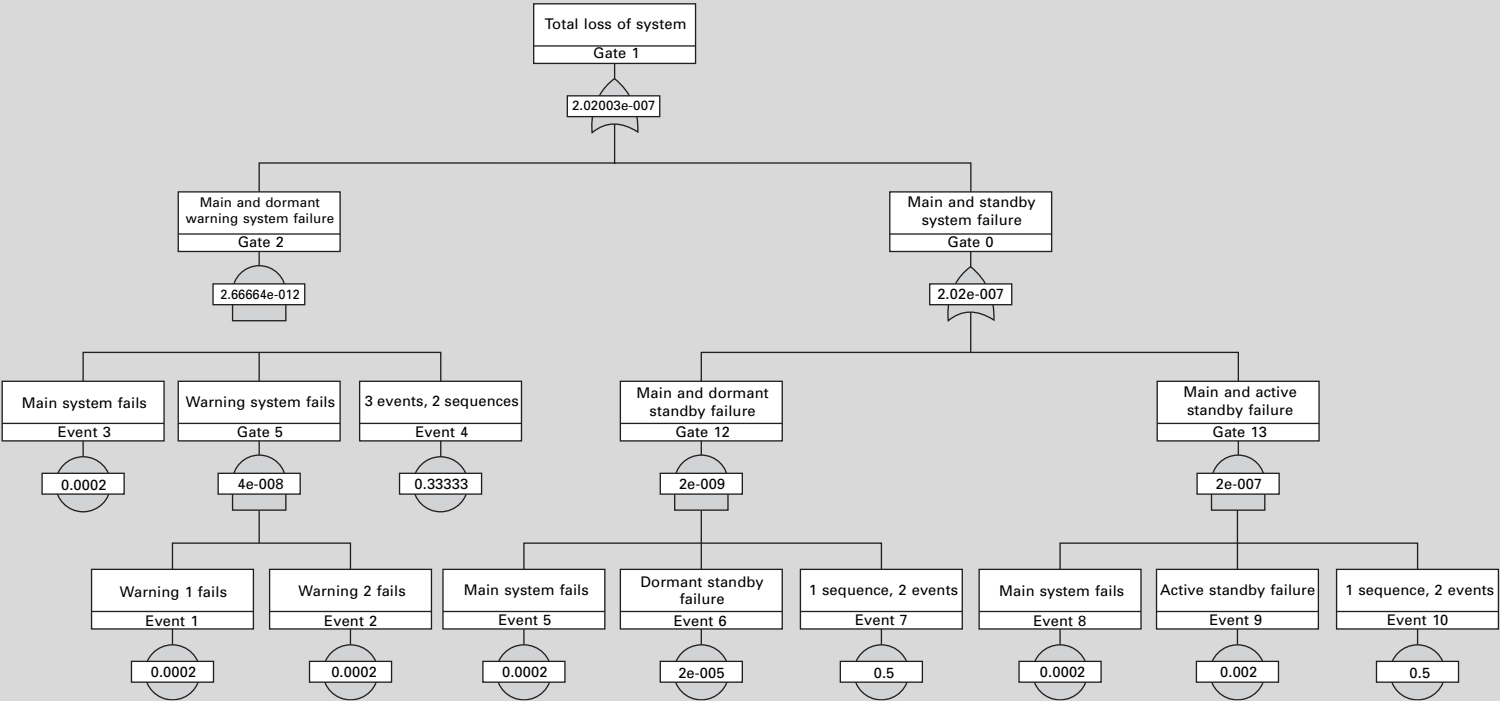 Total loss of system
Gate 1
2.02003e-007
Main and dormant
warning system failure
Gate 2
2.66664e-012
Main and standby
system failure
Gate 0
2.02e-007
Main system fails
Event 3
0.0002
Warning system fails
Gate 5
4e-008
3 events, 2 sequences
Event 4
0.33333
Main and dormant
standby failure
Gate 12
2e-009
Main and active
standby failure
Gate 13
2e-007
Warning 1 fails
Event 1
0.0002
Warning 2 fails
Event 2
0.0002
Main system fails
Event 5
0.0002
Dormant standby
failure
Event 6
2e-005
1 sequence, 2 events
Event 7
0.5
Main system fails
Event 8
0.0002
Active standby failure
Event 9
0.002
1 sequence, 2 events
Event 10
0.5